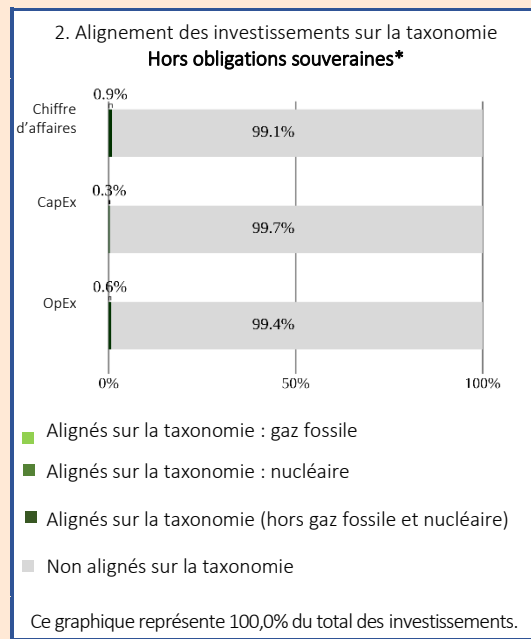 2. Alignement des investissements sur la taxonomie
Hors obligations souveraines*
0.9%
Chiffre
d’affaires
99.1%
0.3%
CapEx
99.7%
0.6%
OpEx
99.4%
0% 50% 100%
Alignés sur la taxonomie : gaz fossile
Alignés sur la taxonomie : nucléaire
Alignés sur la taxonomie (hors gaz fossile et nucléaire)
Non alignés sur la taxonomie
Ce graphique représente 100,0% du total des investissements.